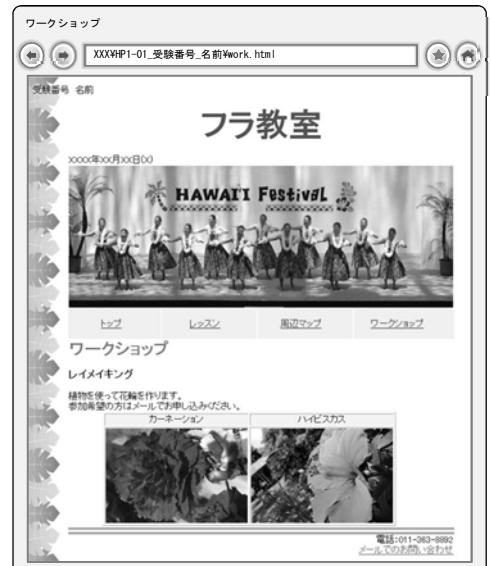 ワークショップ
XXX¥HP1-01_受験番号_名前¥work.html
受験番号 名前
フラ教室
xxxx年xx月xx日(x)
HAWAI'I FestivaL
トップ レッスン 周辺マップ ワークショップ
ワークショップ
レイメイキング
植物を使って花輪を作ります。
参加希望の方はメールでお申し込みください。
カーネーション ハイビスカス
電話:011-363-8892
メールでのお問い合わせ